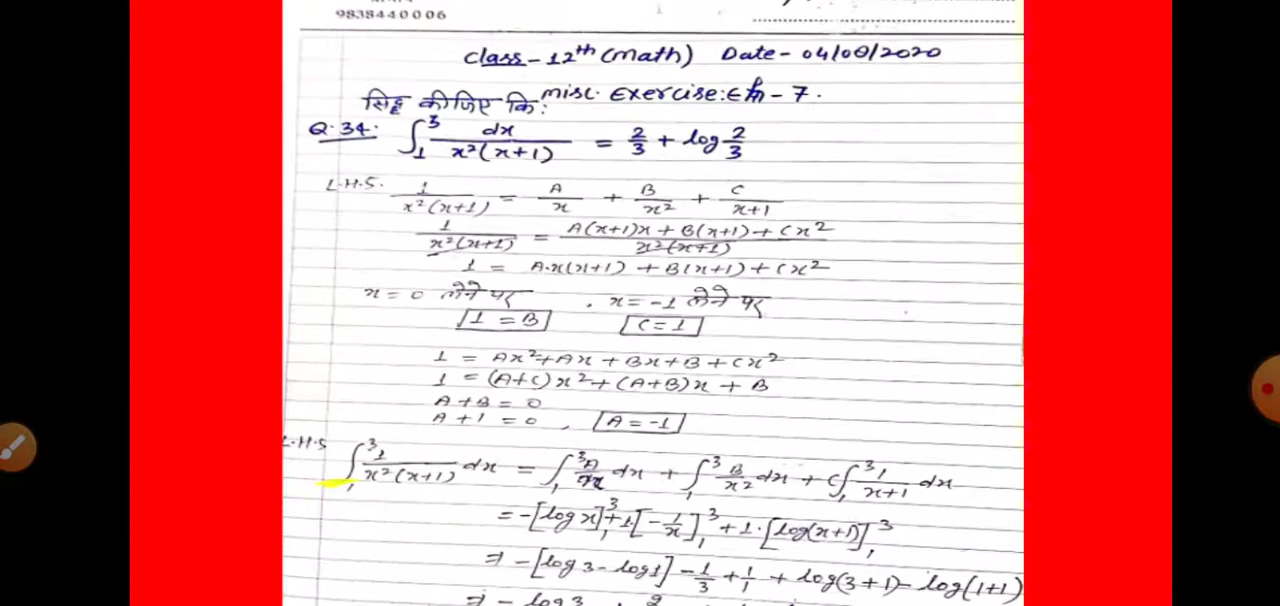 9838440006
Class - 12th (Math) Date - 04/08/2020
सिद्ध कीजिए कि: misc. Exercise: - 7.
Q.34. ∫₁³ dx / x²(x+1) = 2/3 + log 2/3
L.H.S. 1 / x²(x+1) = A/x + B/x² + C/x+1
1 / x²(x+1) = A(x+1)x + B(x+1) + Cx² / x²(x+1)
1 = A.x(x+1) + B(x+1) + Cx²
x = 0 लेने पर , x = -1 लेने पर
1 = B C = 1
1 = Ax² + Ax + Bx + B + Cx²
1 = (A+C)x² + (A+B)x + B
A + B = 0
A + 1 = 0 , A = -1
L.H.S ∫₁³ 1 / x²(x+1) dx = ∫₁³ A/x dx + ∫₁³ B/x² dx + C∫₁³ 1/x+1 dx
= -[log x]₁³ + 1[-1/x]₁³ + 1.[log(x+1)]₁³
⇒ -[log 3 - log 1] - 1/3 + 1/1 + log(3+1) - log(1+1)
⇒ - log 3